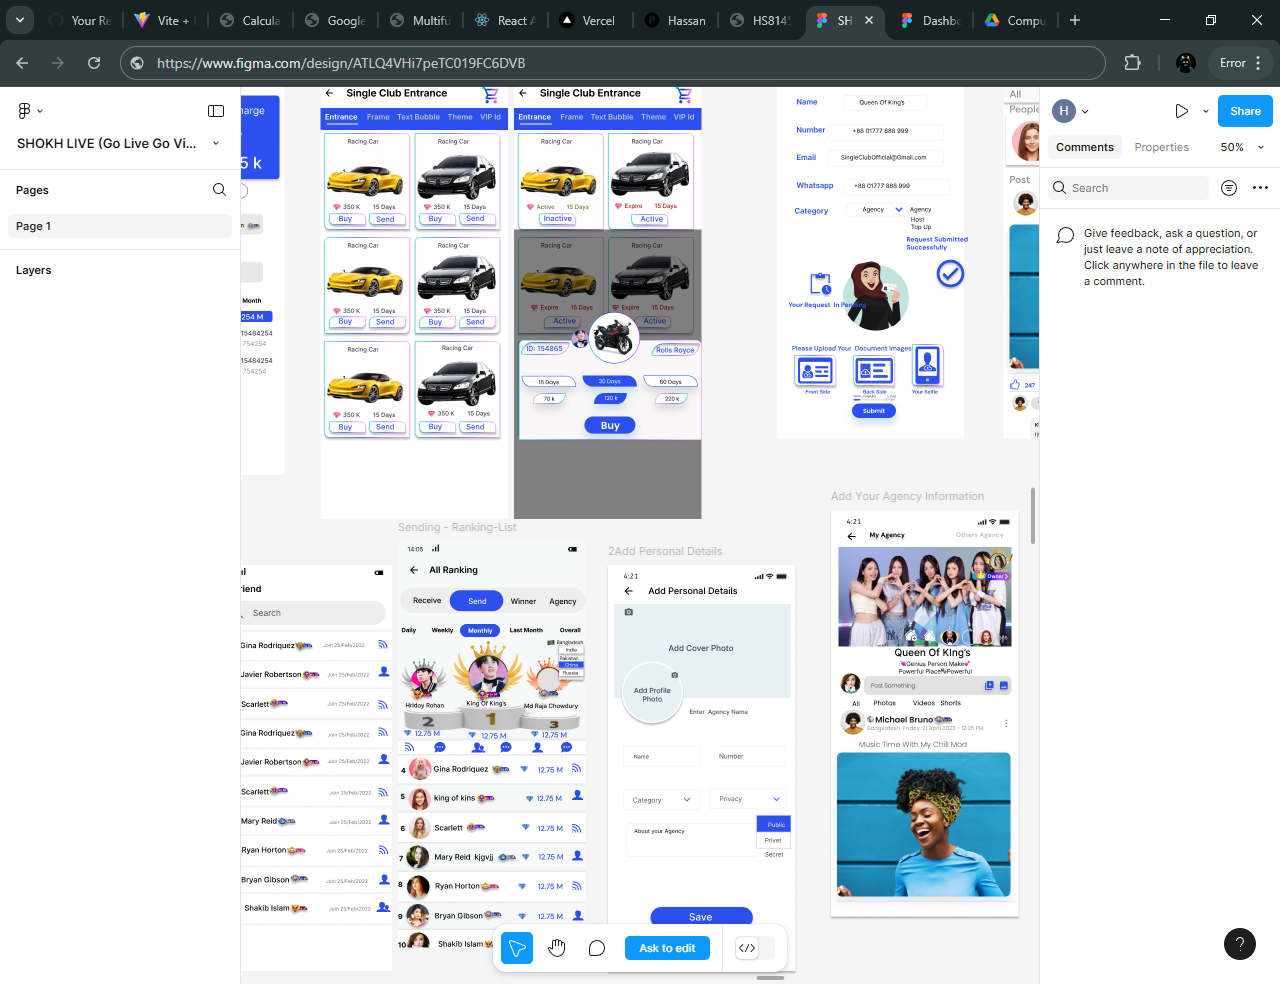 Your Re
Vite +
Calcula
Google
Multifu
React A
Vercel
Hassan
HS8145
SH
Dashbo
Compu
https://www.figma.com/design/ATLQ4VHi7peTC019FC6DVB
Error
SHOKH LIVE (Go Live Go Vi...
Pages
Page 1
Layers
H
Share
Comments
Properties
50%
Search
Give feedback, ask a question, or
just leave a note of appreciation.
Click anywhere in the file to leave
a comment.
harge
5 k
Month
254 M
15484254
754254
15484254
754254
Single Club Entrance
Entrance Frame Text Bubble Theme VIP Id
Racing Car
350 K 15 Days
Buy Send
Racing Car
350 K 15 Days
Buy Send
Racing Car
350 K 15 Days
Buy Send
Racing Car
350 K 15 Days
Buy Send
Racing Car
350 K 15 Days
Buy Send
Racing Car
350 K 15 Days
Buy Send
Single Club Entrance
Entrance Frame Text Bubble Theme VIP Id
Racing Car
Active 15 Days
Inactive
Racing Car
Expire 15 Days
Active
Racing Car
Expire 15 Days
Active
Racing Car
Expire 15 Days
Active
ID: 154865
Rolls Royce
15 Days 30 Days 60 Days
70 k 120 k 220 k
Buy
Name Queen Of King's
Number +88 01777 888 999
Email SingleClubOfficial@Gmail.com
Whatsapp +88 01777 888 999
Category Agency Agency
Host
Top Up
Request Submitted
Successfully
Your Request In Pending
Please Upload Your Document Images
Front Side Back Side Your Selfie
Submit
All
People
Post
247
riend
Search
Gina Rodriquez Join 25/Feb/2022
Javier Robertson Join 25/Feb/2022
Scarlett Join 25/Feb/2022
Gina Rodriquez Join 25/Feb/2022
Javier Robertson Join 25/Feb/2022
Scarlett Join 25/Feb/2022
Mary Reid Join 25/Feb/2022
Ryan Horton Join 25/Feb/2022
Bryan Gibson Join 25/Feb/2022
Shakib Islam Join 25/Feb/2022
Sending - Ranking-List
14:05
All Ranking
Receive Send Winner Agency
Daily Weekly Monthly Last Month Overall
Bangladesh
India
Pakistan
China
Russia
Hridoy Rohan King Of King's Md Raja Chowdury
2 1 3
12.75 M 12.75 M 12.75 M
4 Gina Rodriquez 12.75 M
5 king of kins 12.75 M
6 Scarlett 12.75 M
7 Mary Reid kjgvjj 12.75 M
8 Ryan Horton 12.75 M
9 Bryan Gibson 12.75 M
10 Shakib Islam
2Add Personal Details
4:21
Add Personal Details
Add Cover Photo
Add Profile
Photo
Enter Agency Name
Name Number
Category Privacy
About your Agency
Public
Privet
Secret
Save
Add Your Agency Information
4:21
My Agency Others Agency
Owner
Queen Of King's
Genius Person Make
Powerful Place Powerful
Post Something
All Photos Videos Shorts
Michael Bruno
Bangladesh Friday, 21 April 2023 - 12:35 PM
Music Time With My Chill Mod
Ask to edit